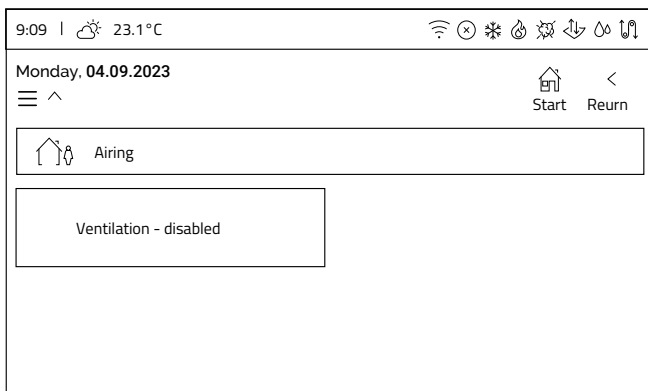 9:09 | 23.1°C
Monday, 04.09.2023
Start Reurn
Airing
Ventilation - disabled